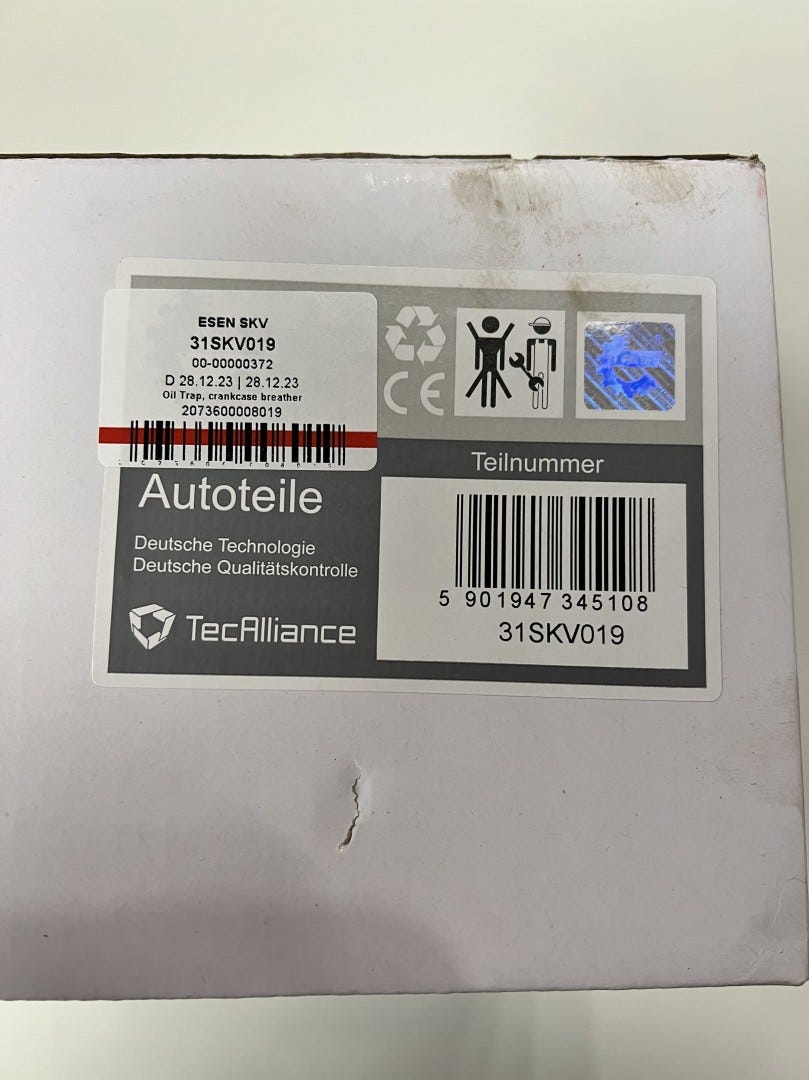 ESEN SKV
31SKV019
00-00000372
D 28.12.23 | 28.12.23
Oil Trap, crankcase breather
2073600008019
CE
Teilnummer
Autoteile
Deutsche Technologie
Deutsche Qualitätskontrolle
TecAlliance
5 901947 345108
31SKV019